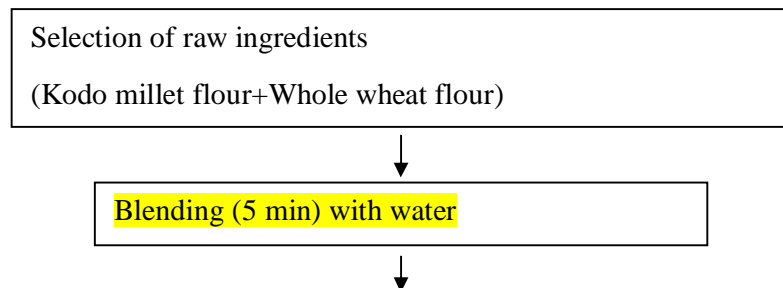 Selection of raw ingredients
(Kodo millet flour+Whole wheat flour)
Blending (5 min) with water